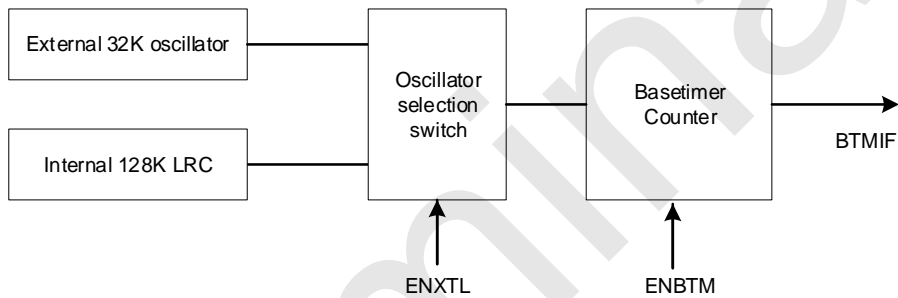 External 32K oscillator
Internal 128K LRC
Oscillator
selection
switch
Basetimer
Counter
BTMIF
ENXTL
ENBTM